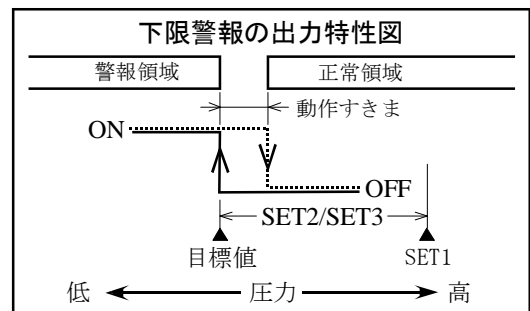 下限警報の出力特性図
警報領域 正常領域
動作すきま
ON
OFF
SET2/SET3
目標値 SET1
低 圧力 高